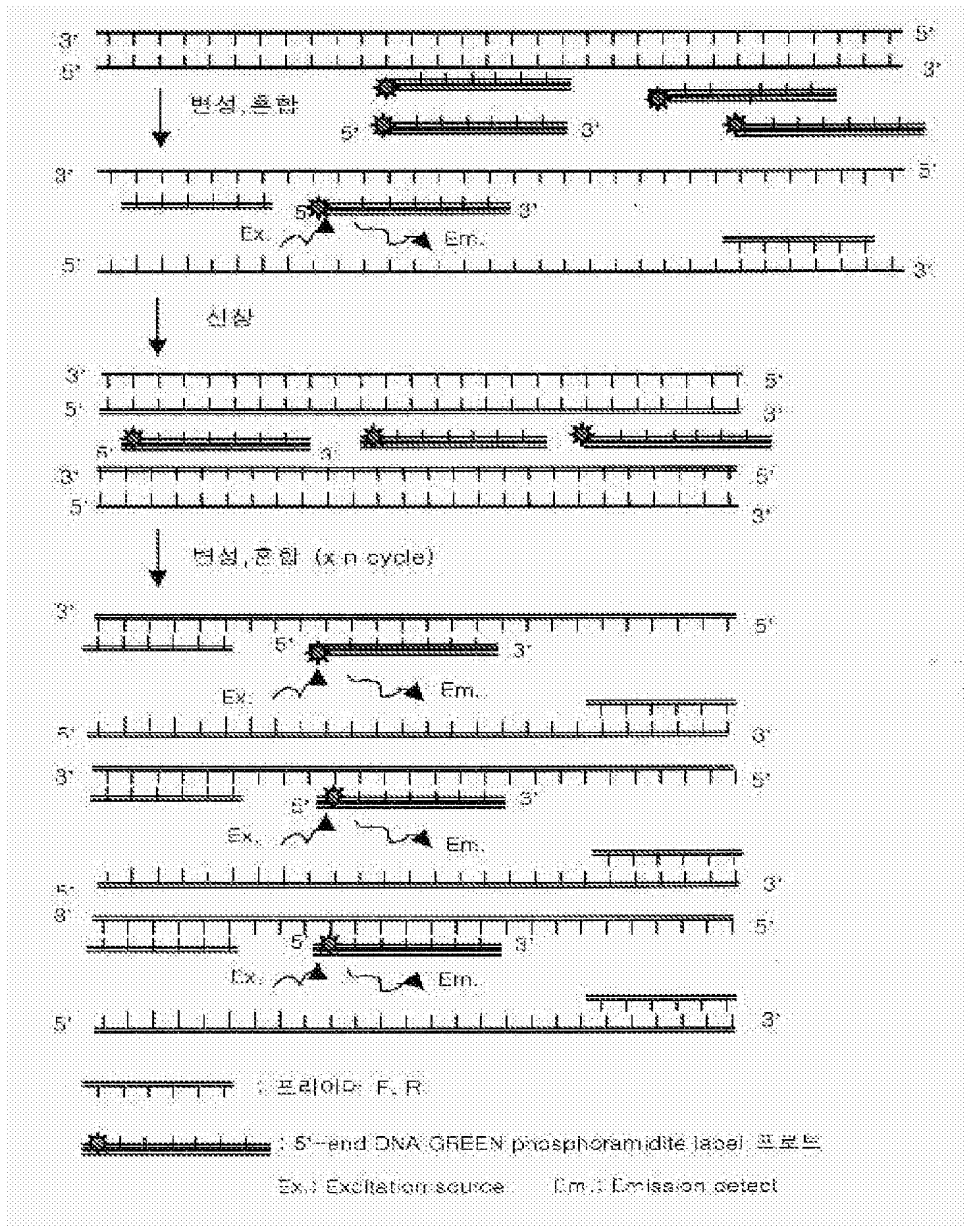 3' 5'
5' 3'
변성,혼합
5' 3'
3' 5'
5' 3'
Ex. Em.
5' 3'
신장
3' 5'
5' 3'
5' 3'
3' 5'
5' 3'
변성,혼합 (x n cycle)
3' 5'
5' 3'
Ex. Em.
5' 3'
3' 5'
5' 3'
Ex. Em.
5' 3'
3' 5'
5' 3'
Ex. Em.
5' 3'
: 프라이머 F, R
: 5'-end DNA GREEN phosphoramidite label 프로브
Ex.: Excitation source Em.: Emission detect